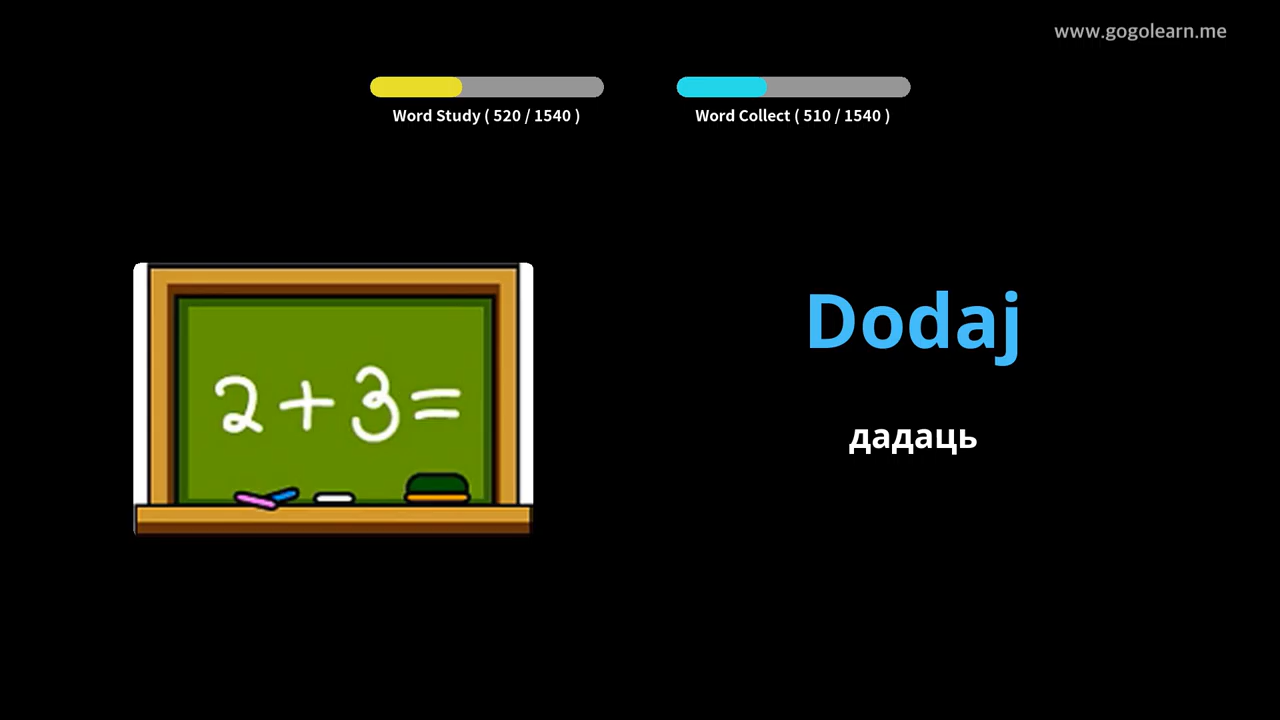 www.gogolearn.me
Word Study ( 520 / 1540 )
Word Collect ( 510 / 1540 )
2+3=
Dodaj
дадаць